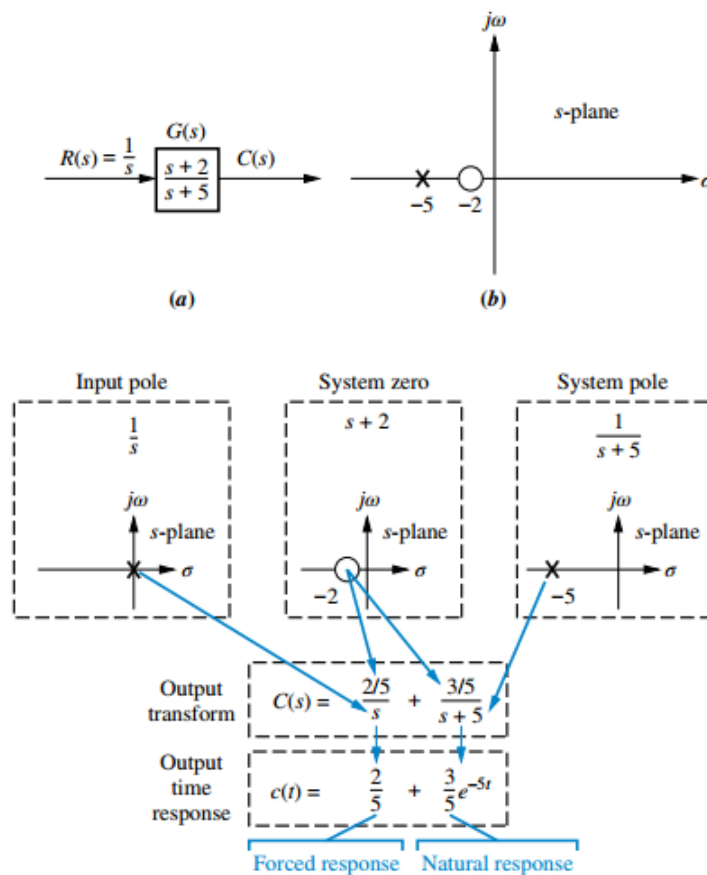 jω
s-plane
G(s)
R(s) = 1/s
s + 2 / s + 5
C(s)
σ
−5
−2
(a)
(b)
Input pole
System zero
System pole
1/s
s + 2
1 / s + 5
jω
jω
jω
s-plane
s-plane
s-plane
σ
σ
σ
−2
−5
Output transform
C(s) = 2/5 / s + 3/5 / s + 5
Output time response
c(t) = 2/5 + 3/5 e^−5t
Forced response
Natural response